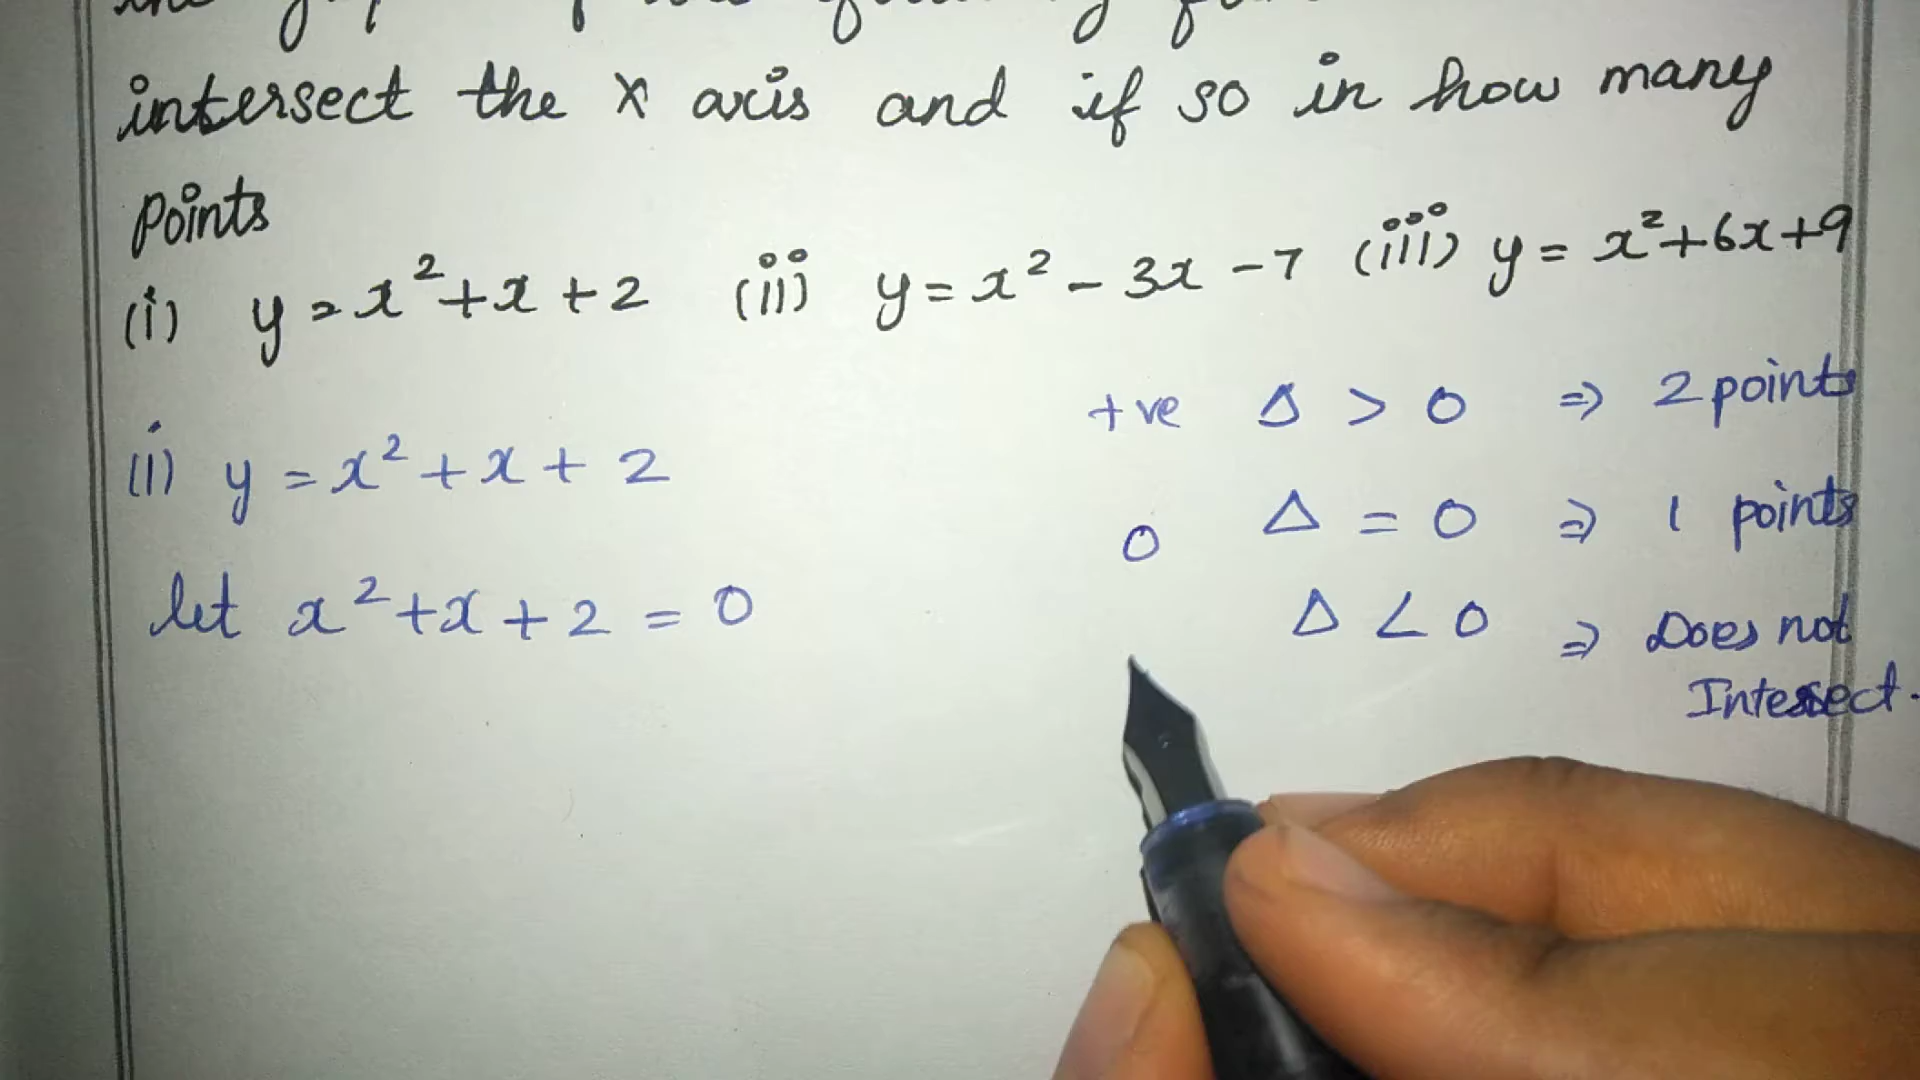 intersect the x axis and if so in how many
points
(i) y = x² + x + 2 (ii) y = x² - 3x - 7 (iii) y = x² + 6x + 9
(i) y = x² + x + 2
let x² + x + 2 = 0
+ve Δ > 0 ⇒ 2 points
0 Δ = 0 ⇒ 1 points
Δ < 0 ⇒ Does not
Intersect.